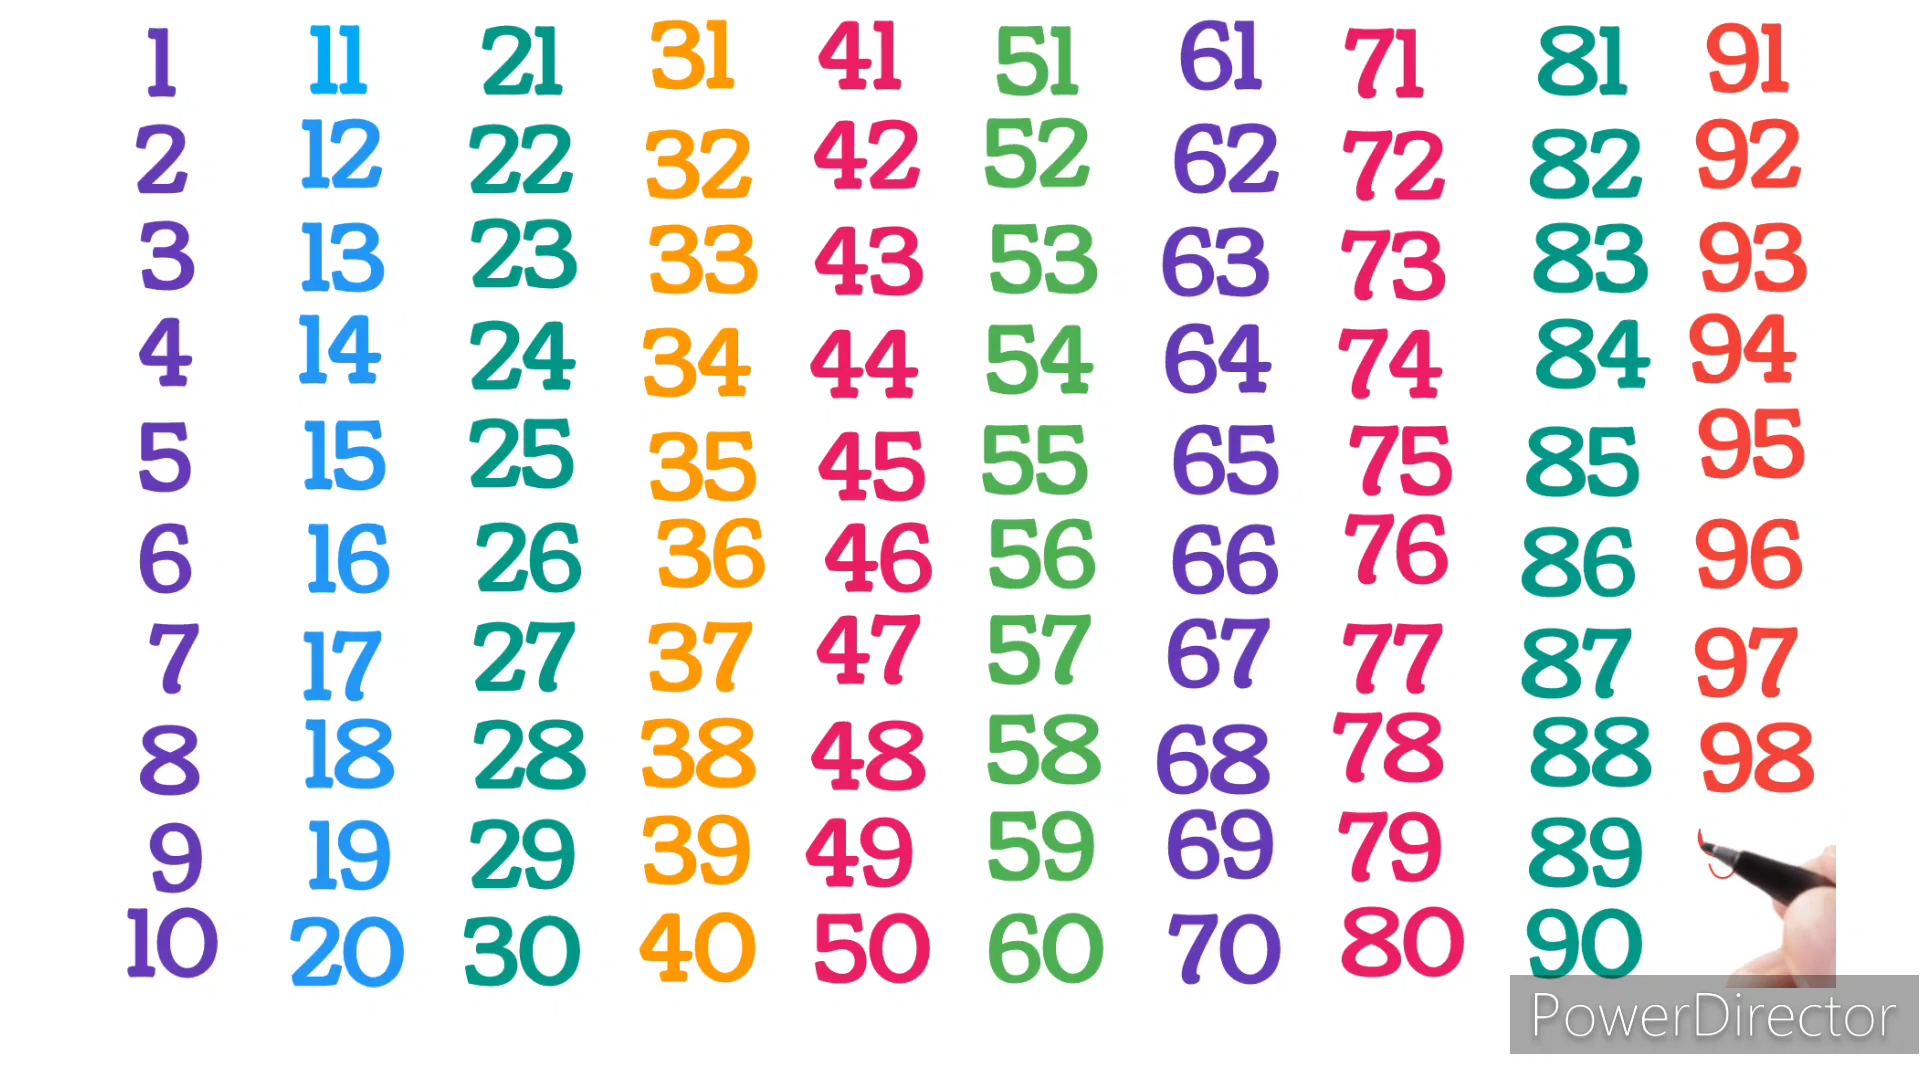 1 11 21 31 41 51 61 71 81 91
2 12 22 32 42 52 62 72 82 92
3 13 23 33 43 53 63 73 83 93
4 14 24 34 44 54 64 74 84 94
5 15 25 35 45 55 65 75 85 95
6 16 26 36 46 56 66 76 86 96
7 17 27 37 47 57 67 77 87 97
8 18 28 38 48 58 68 78 88 98
9 19 29 39 49 59 69 79 89
10 20 30 40 50 60 70 80 90
PowerDirector